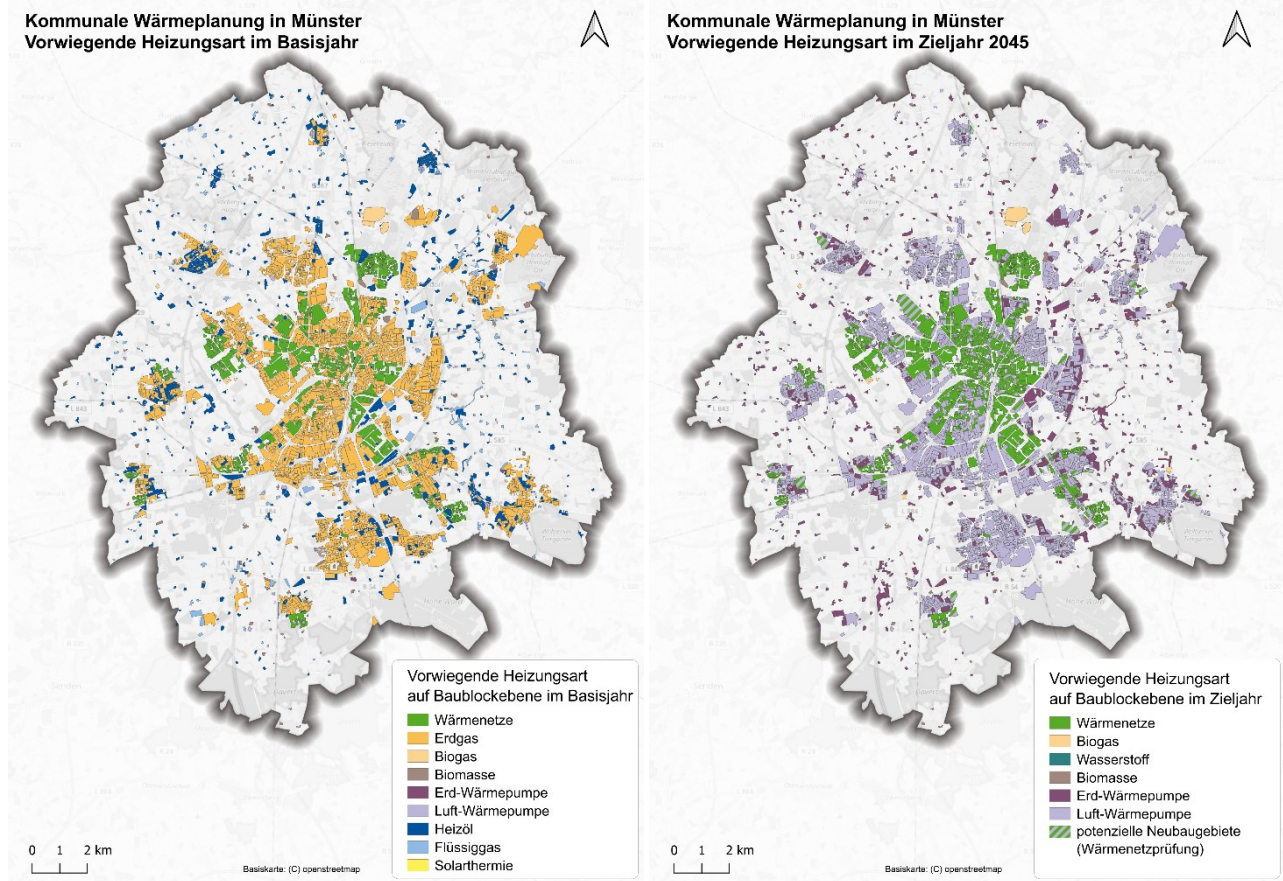 Kommunale Wärmeplanung in Münster
Vorwiegende Heizungsart im Basisjahr
L 843
Vorwiegende Heizungsart
auf Baublockebene im Basisjahr
Wärmenetze
Erdgas
Biogas
Biomasse
Erd-Wärmepumpe
Luft-Wärmepumpe
Heizöl
Flüssiggas
Solarthermie
0 1 2 km
Basiskarte: (C) openstreetmap
Kommunale Wärmeplanung in Münster
Vorwiegende Heizungsart im Zieljahr 2045
L 843
Vorwiegende Heizungsart
auf Baublockebene im Zieljahr
Wärmenetze
Biogas
Wasserstoff
Biomasse
Erd-Wärmepumpe
Luft-Wärmepumpe
potenzielle Neubaugebiete
(Wärmenetzprüfung)
0 1 2 km
Basiskarte: (C) openstreetmap